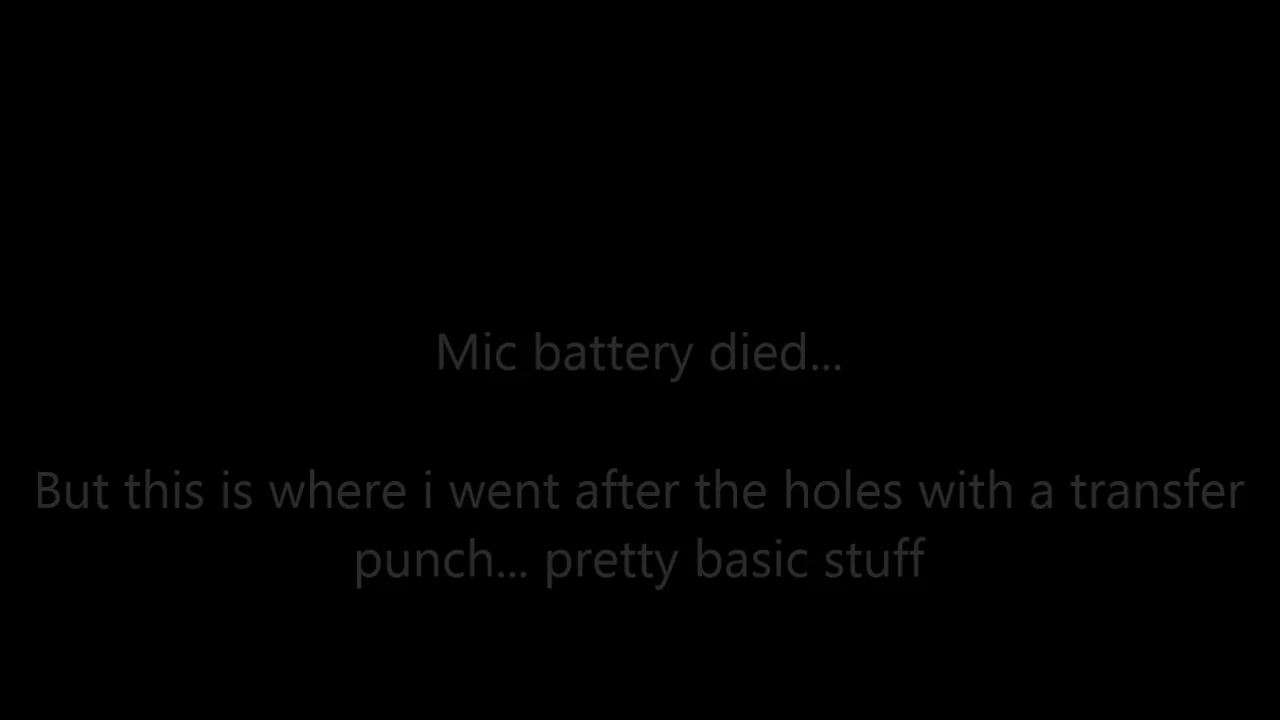 Mic battery died...
But this is where i went after the holes with a transfer
punch... pretty basic stuff